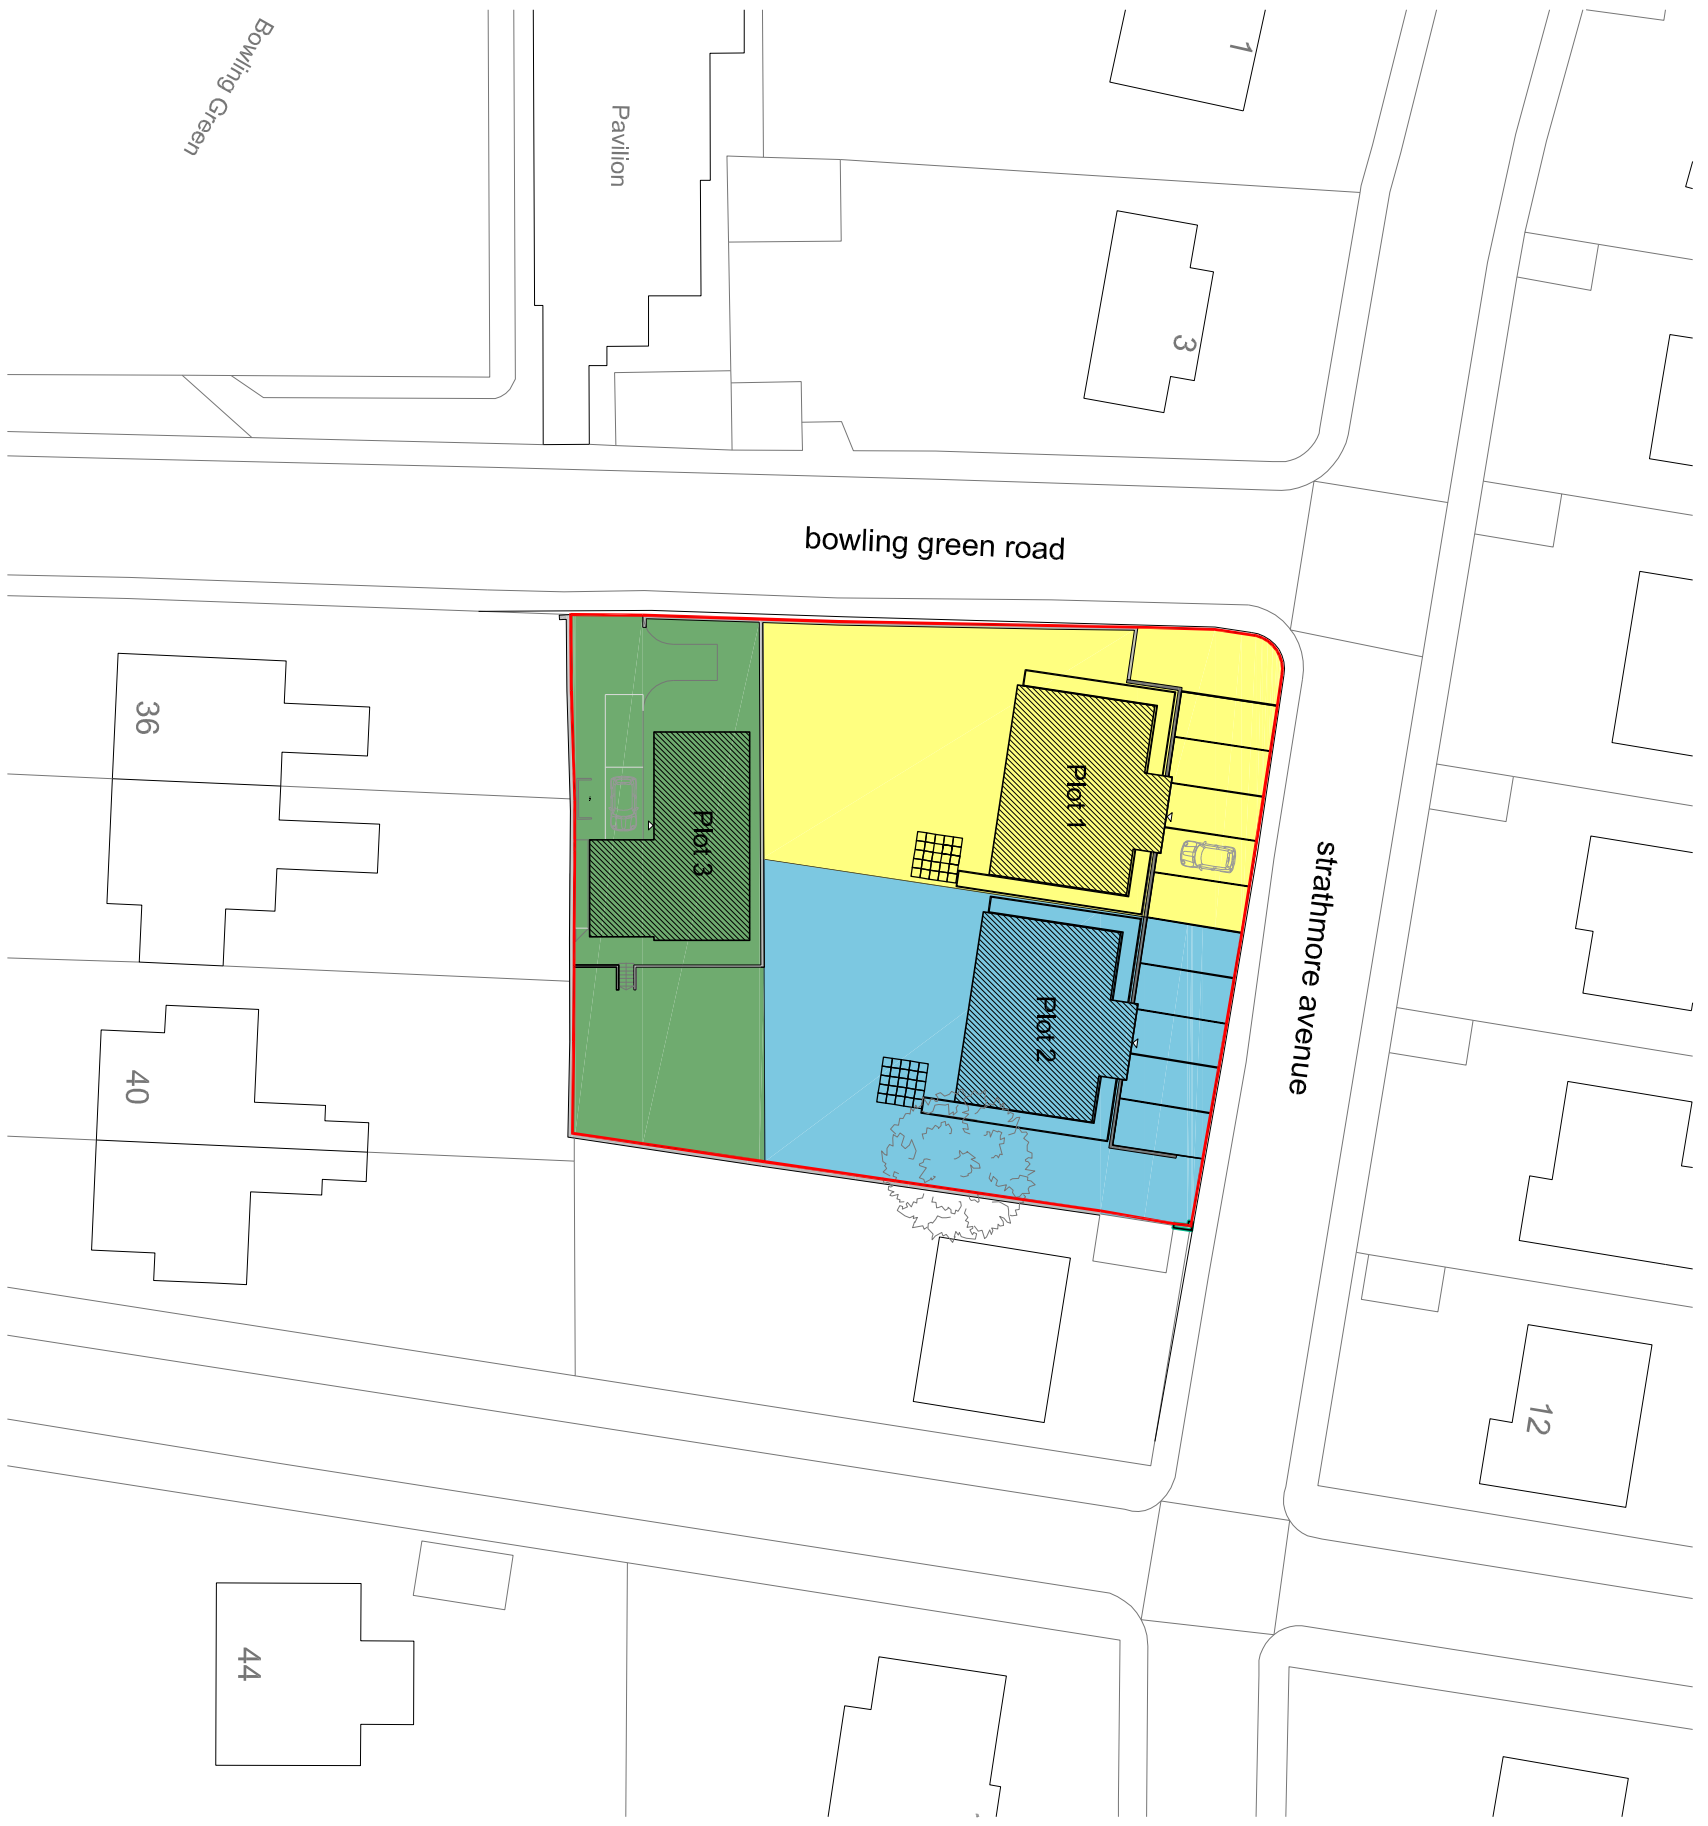 Bowling Green
Pavilion
1
3
bowling green road
36
Plot 1
Plot 3
strathmore avenue
Plot 2
40
12
44